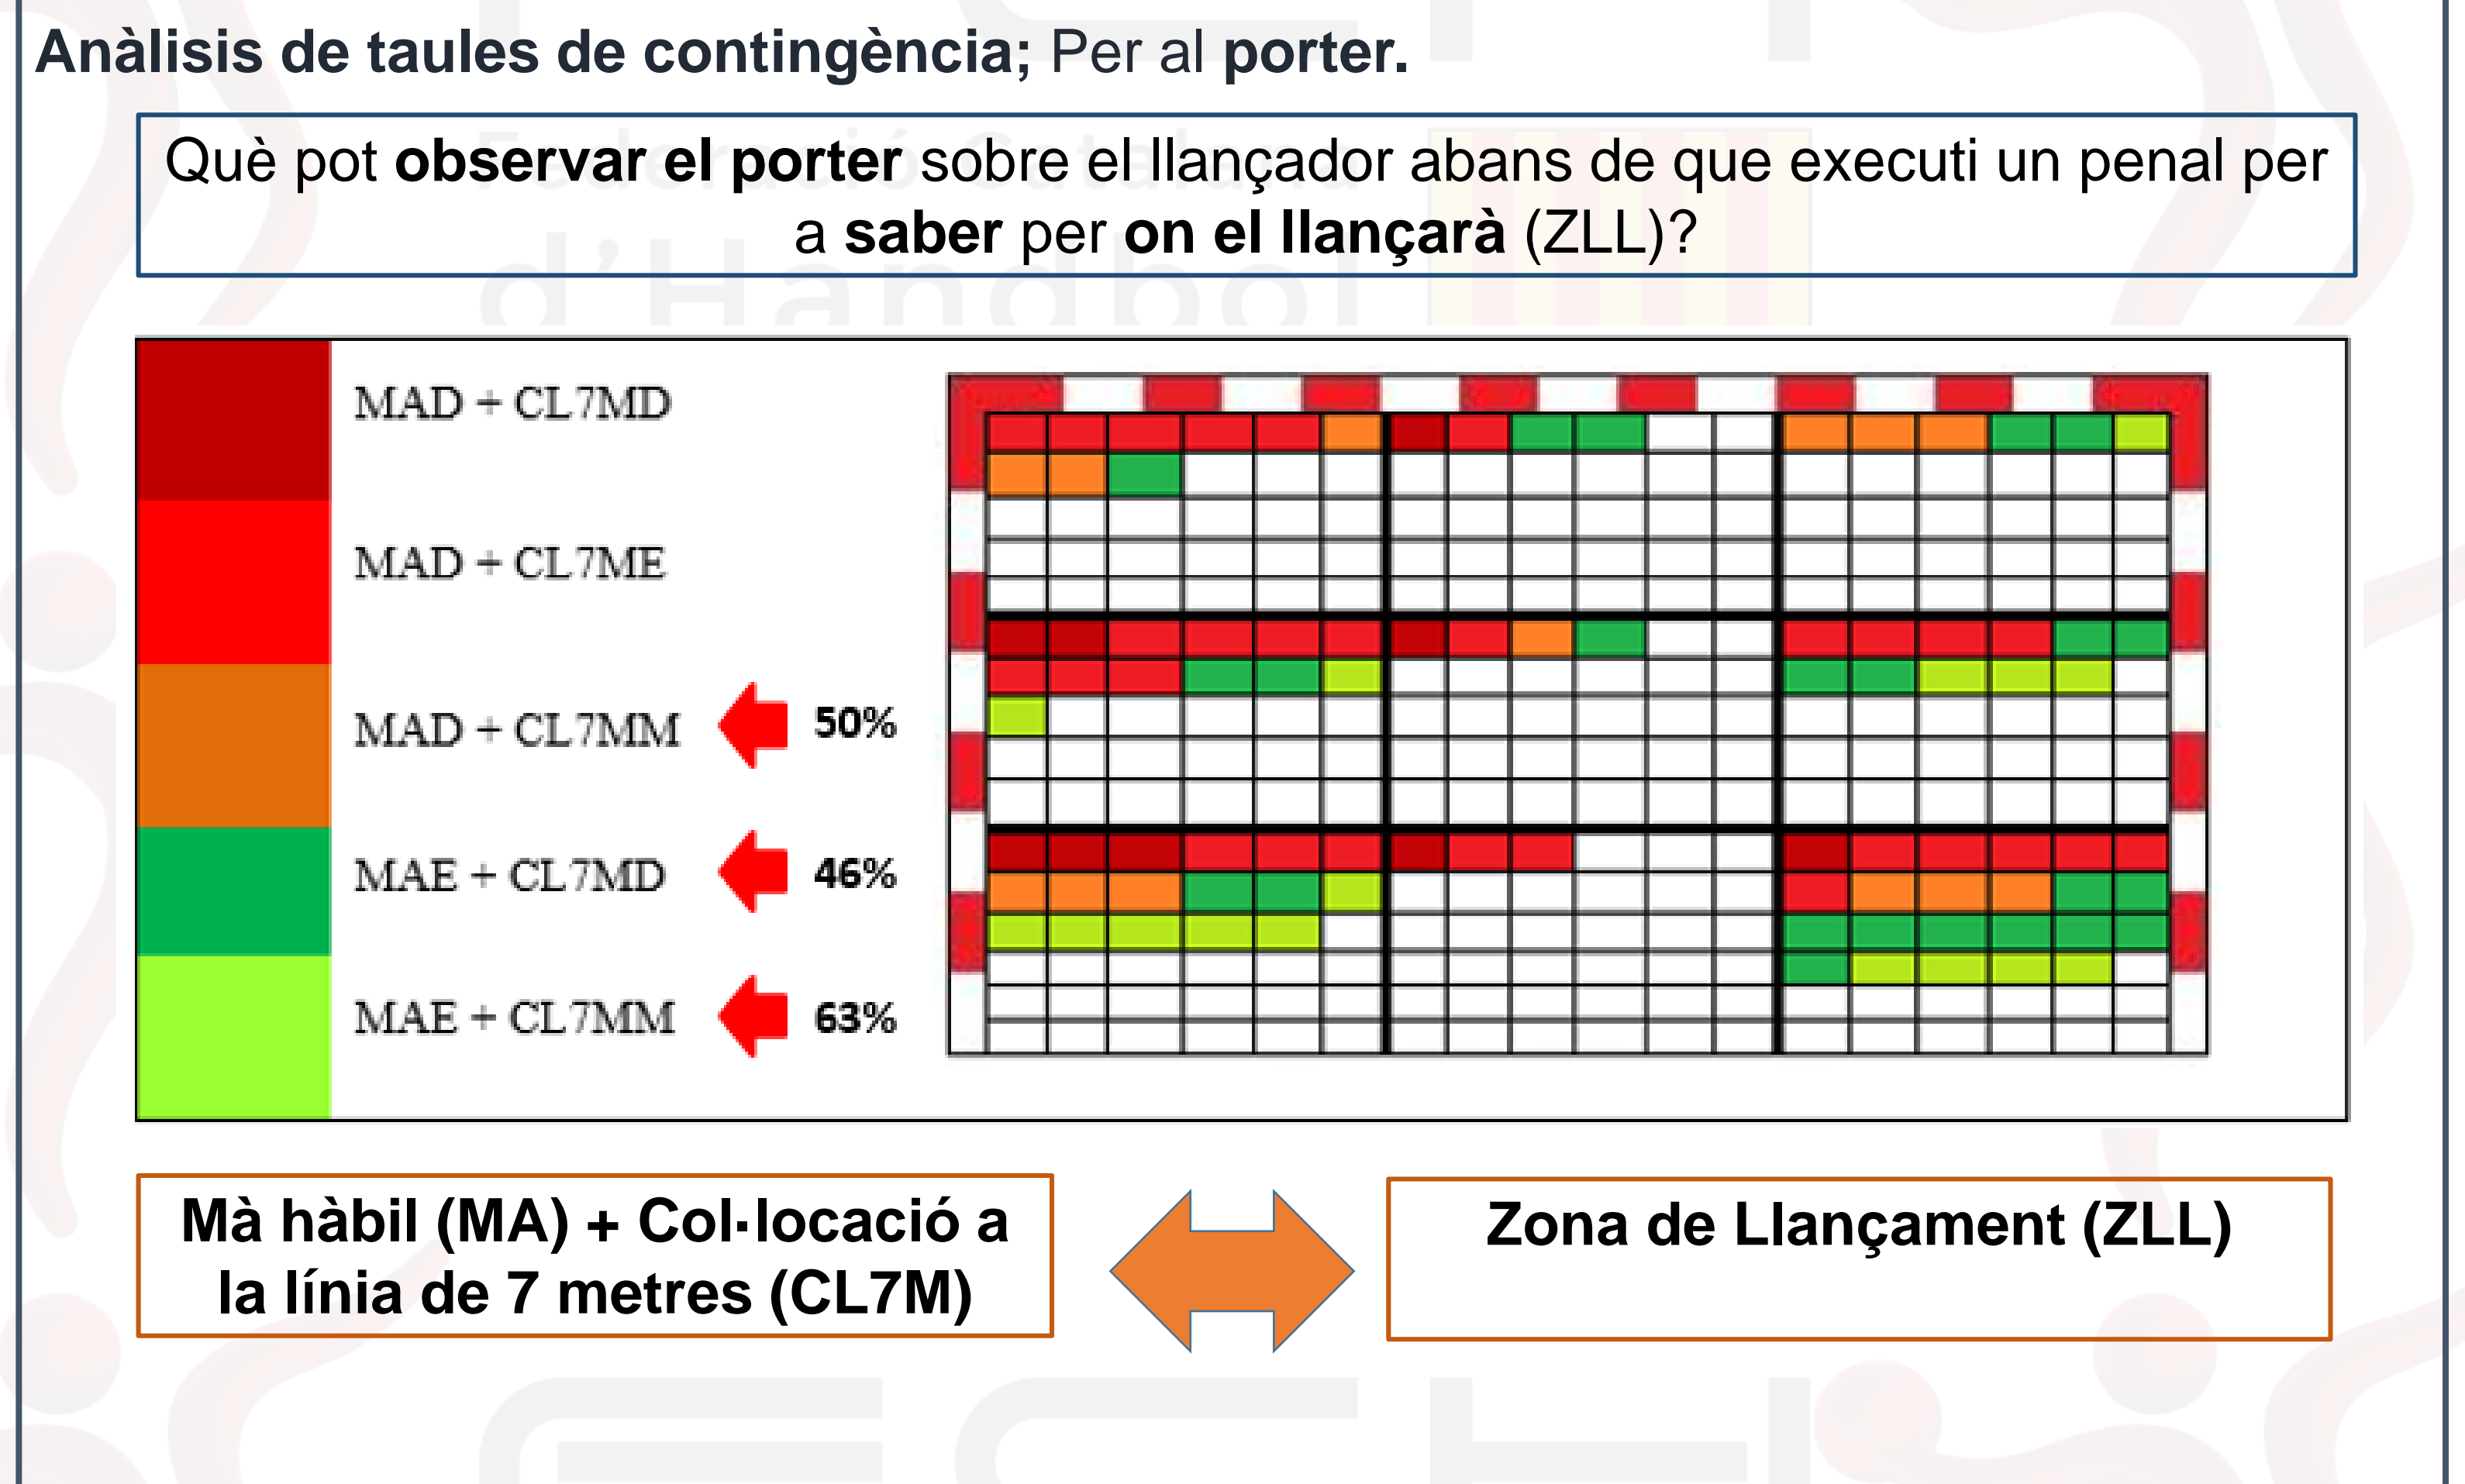 Anàlisis de taules de contingència; Per al porter.
Què pot observar el porter sobre el llançador abans de que executi un penal per
a saber per on el llançarà (ZLL)?
Federació Catalana
d'Handbol
MAD + CL7MD
MAD + CL7ME
MAD + CL7MM 50%
MAE + CL7MD 46%
MAE + CL7MM 63%
Mà hàbil (MA) + Col·locació a
la línia de 7 metres (CL7M)
Zona de Llançament (ZLL)